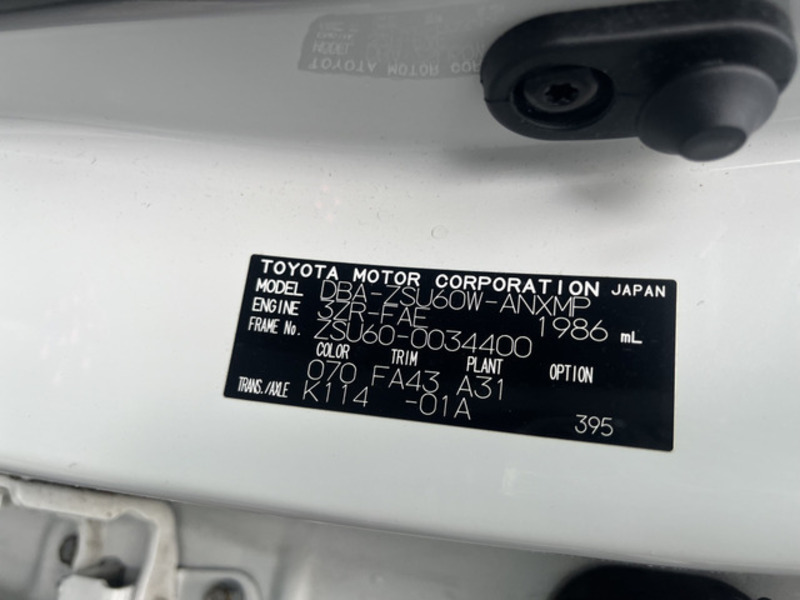 TOYOTA MOTOR CORPORATION JAPAN
MODEL DBA-ZSU60W-ANXMP
ENGINE 3ZR-FAE 1986 mL
FRAME No. ZSU60-0034400
COLOR TRIM PLANT OPTION
070 FA43 A31
TRANS./AXLE K114 -01A
395